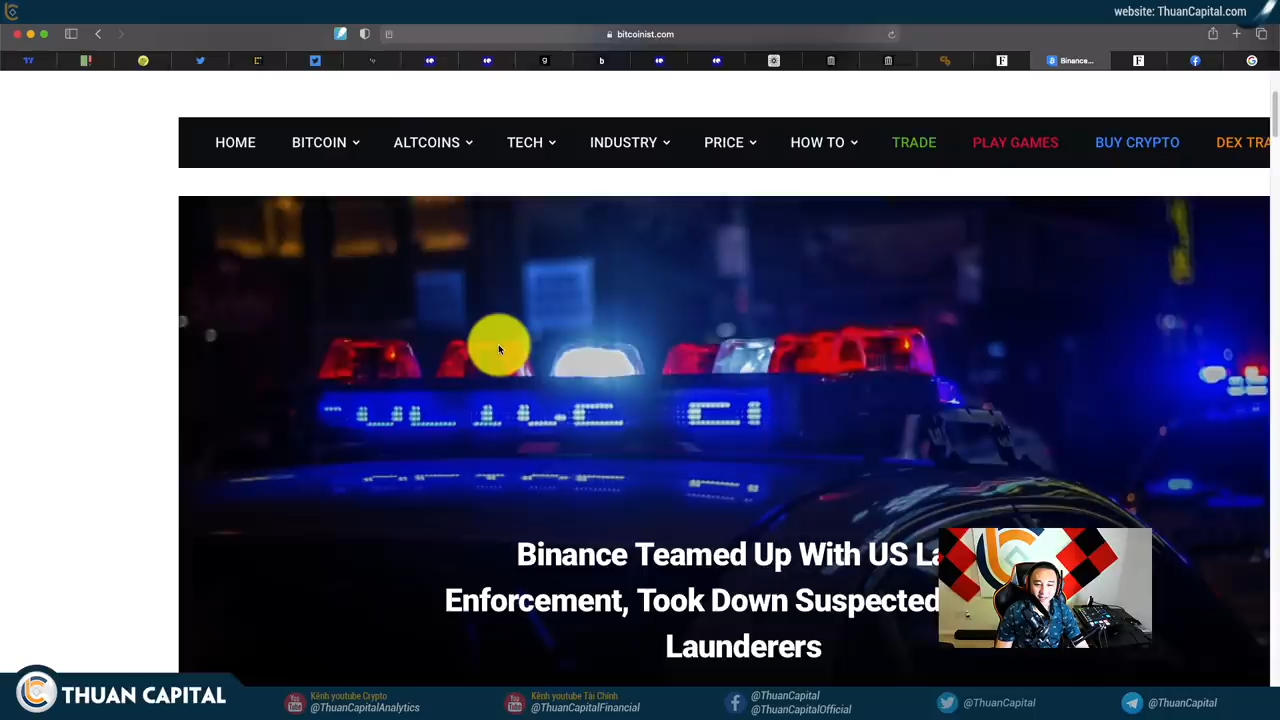 website: ThuanCapital.com
bitcoinist.com
Binance...
HOME BITCOIN ALTCOINS TECH INDUSTRY PRICE HOW TO TRADE PLAY GAMES BUY CRYPTO DEX TRA
Binance Teamed Up With US La
Enforcement, Took Down Suspected
Launderers
THUAN CAPITAL
Kênh youtube Crypto
@ThuanCapitalAnalytics
Kênh youtube Tài Chính
@ThuanCapitalFinancial
@ThuanCapital
@ThuanCapitalOfficial
@ThuanCapital
@ThuanCapital